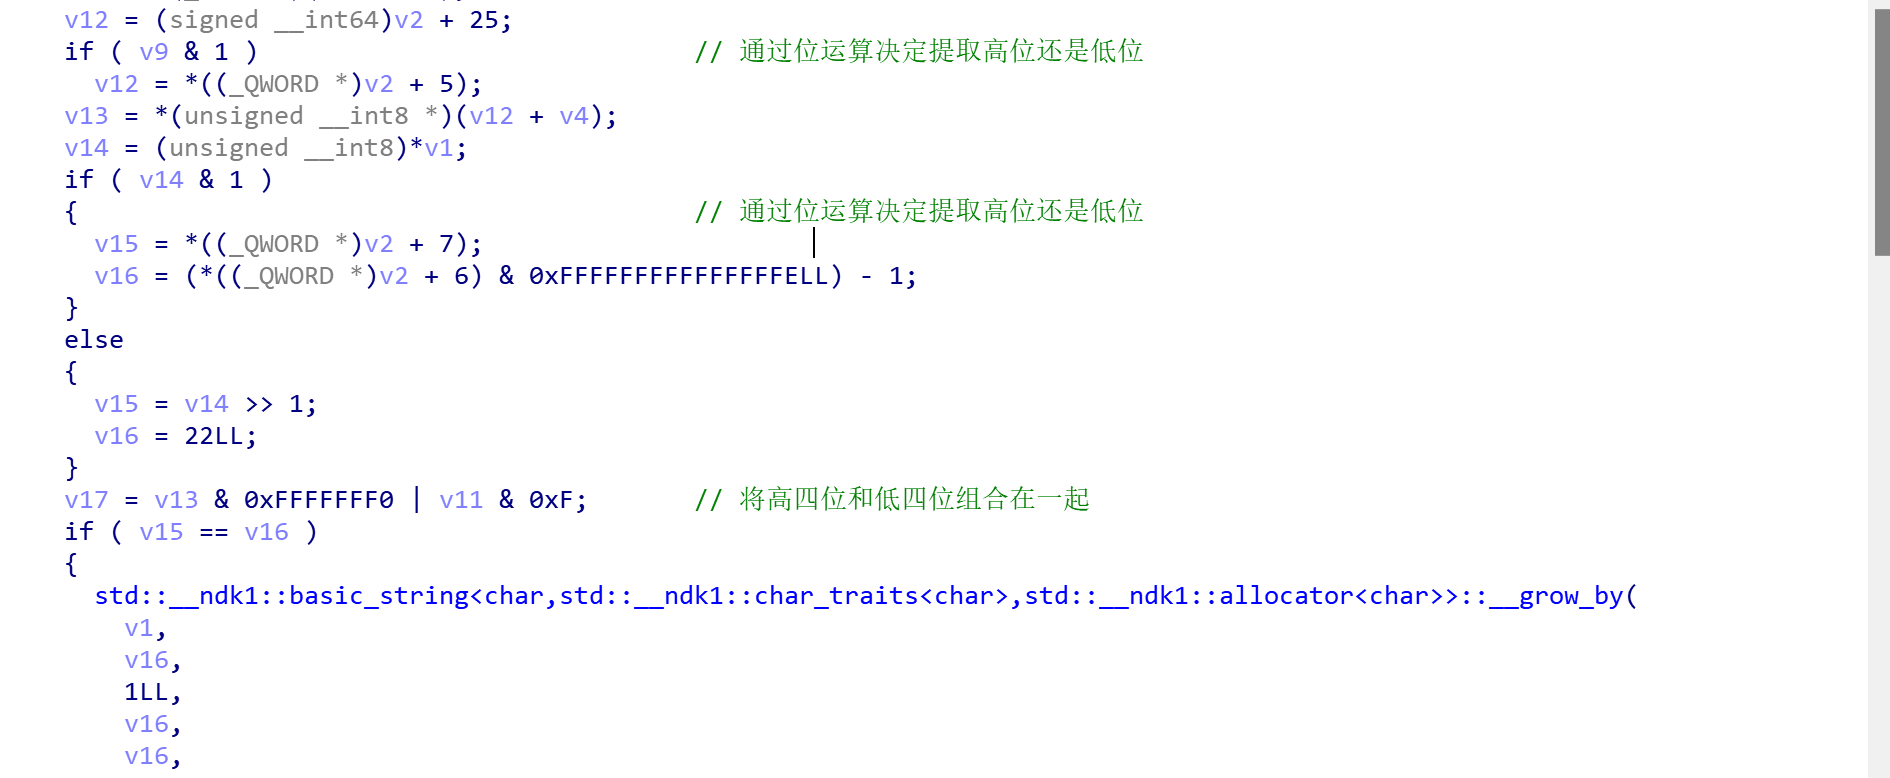 v12 = (signed __int64)v2 + 25;
if ( v9 & 1 ) // 通过位运算决定提取高位还是低位
v12 = *((_QWORD *)v2 + 5);
v13 = *(unsigned __int8 *)(v12 + v4);
v14 = (unsigned __int8)*v1;
if ( v14 & 1 )
{ // 通过位运算决定提取高位还是低位
v15 = *((_QWORD *)v2 + 7);
v16 = (*((_QWORD *)v2 + 6) & 0xFFFFFFFFFFFFFFFELL) - 1;
}
else
{
v15 = v14 >> 1;
v16 = 22LL;
}
v17 = v13 & 0xFFFFFFF0 | v11 & 0xF; // 将高四位和低四位组合在一起
if ( v15 == v16 )
{
std::__ndk1::basic_string<char,std::__ndk1::char_traits<char>,std::__ndk1::allocator<char>>::__grow_by(
v1,
v16,
1LL,
v16,
v16,